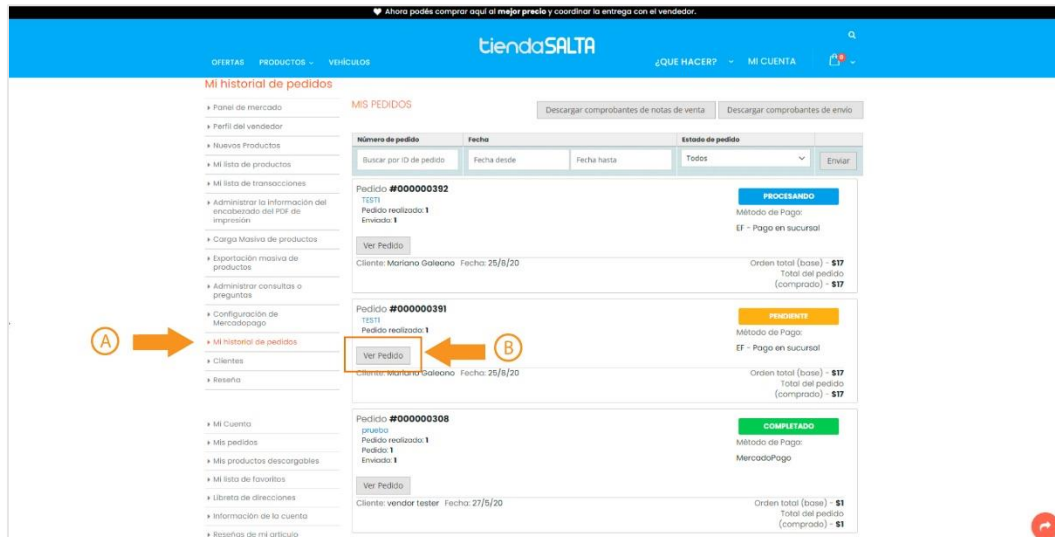 Ahora podés comprar aquí al mejor precio y coordinar la entrega con el vendedor.
tiendaSALTA
OFERTAS PRODUCTOS VEHÍCULOS ¿QUE HACER? MI CUENTA 0
Mi historial de pedidos
Panel de mercado
Perfil del vendedor
Nuevos Productos
Mi lista de productos
Mi lista de transacciones
Administrar la información del
encabezado del PDF de
impresión
Carga Masiva de productos
Exportación masiva de
productos
Administrar consultas o
preguntas
Configuración de
Mercadopago
Mi historial de pedidos
Clientes
Reseña
Mi Cuenta
Mis pedidos
Mis productos descargables
Mi lista de favoritos
Libreta de direcciones
Información de la cuenta
Reseñas de mi artículo
A
MIS PEDIDOS
Descargar comprobantes de notas de venta Descargar comprobantes de envío
Número de pedido Fecha Estado de pedido
Buscar por ID de pedido Fecha desde Fecha hasta Todos Enviar
Pedido #000000392
TEST1
Pedido realizado: 1
Enviado: 1
Ver Pedido
PROCESANDO
Método de Pago:
EF - Pago en sucursal
Cliente: Mariano Galeano Fecha: 25/8/20
Orden total (base) - $17
Total del pedido
(comprado) - $17
Pedido #000000391
TEST1
Pedido realizado: 1
Ver Pedido
B
PENDIENTE
Método de Pago:
EF - Pago en sucursal
Cliente: Mariano Galeano Fecha: 25/8/20
Orden total (base) - $17
Total del pedido
(comprado) - $17
Pedido #000000308
prueba
Pedido realizado: 1
Pedido: 1
Enviado: 1
Ver Pedido
COMPLETADO
Método de Pago:
MercadoPago
Cliente: vendor tester Fecha: 27/5/20
Orden total (base) - $1
Total del pedido
(comprado) - $1